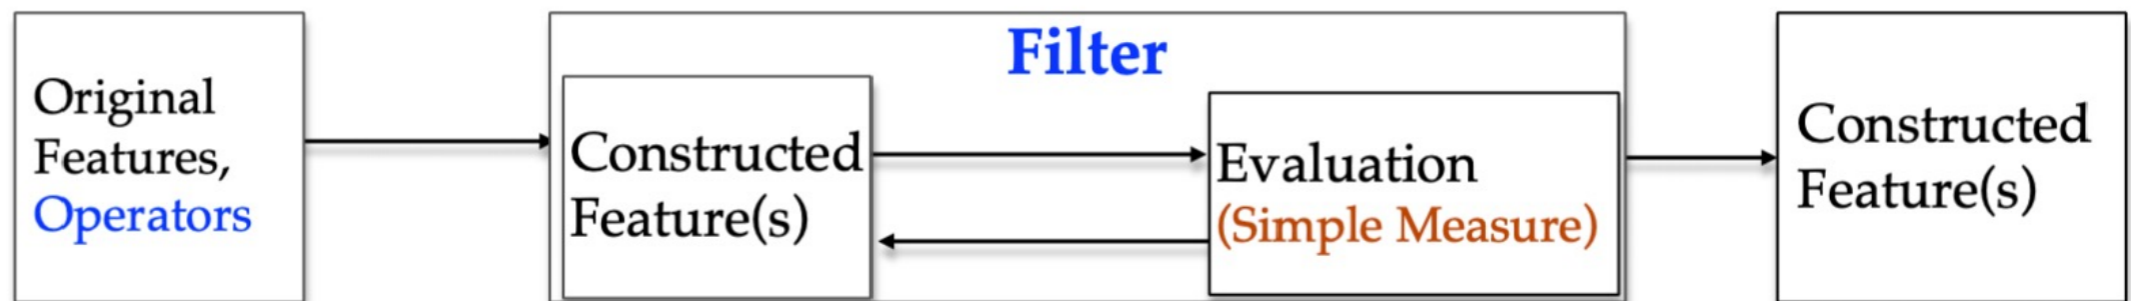 Original
Features,
Operators
Filter
Constructed
Feature(s)
Evaluation
(Simple Measure)
Constructed
Feature(s)